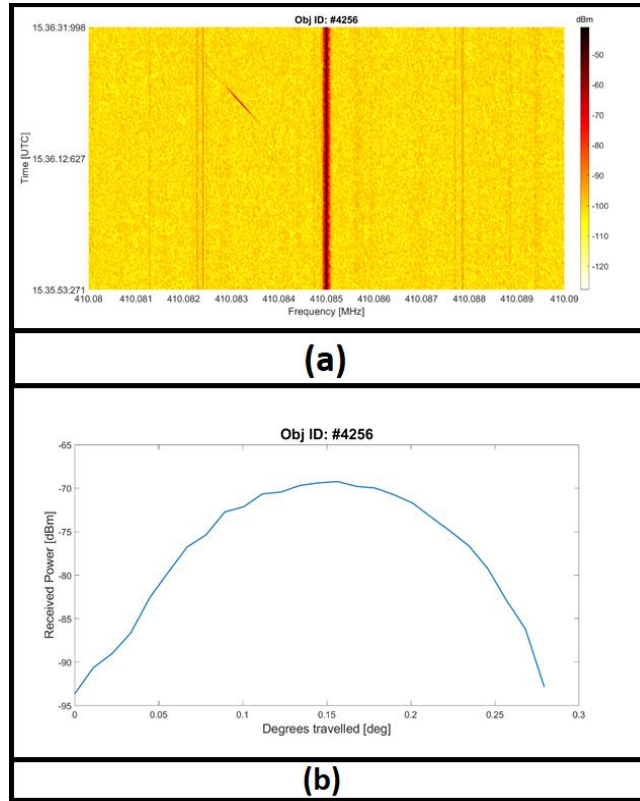 Obj ID: #4256
dBm
15.36.31:998
15.36.12:627
15.35.53:271
Time [UTC]
410.08 410.081 410.082 410.083 410.084 410.085 410.086 410.087 410.088 410.089 410.09
Frequency [MHz]
-50
-60
-70
-80
-90
-100
-110
-120
(a)
Obj ID: #4256
-65
-70
-75
-80
-85
-90
-95
Received Power [dBm]
0 0.05 0.1 0.15 0.2 0.25 0.3
Degrees travelled [deg]
(b)